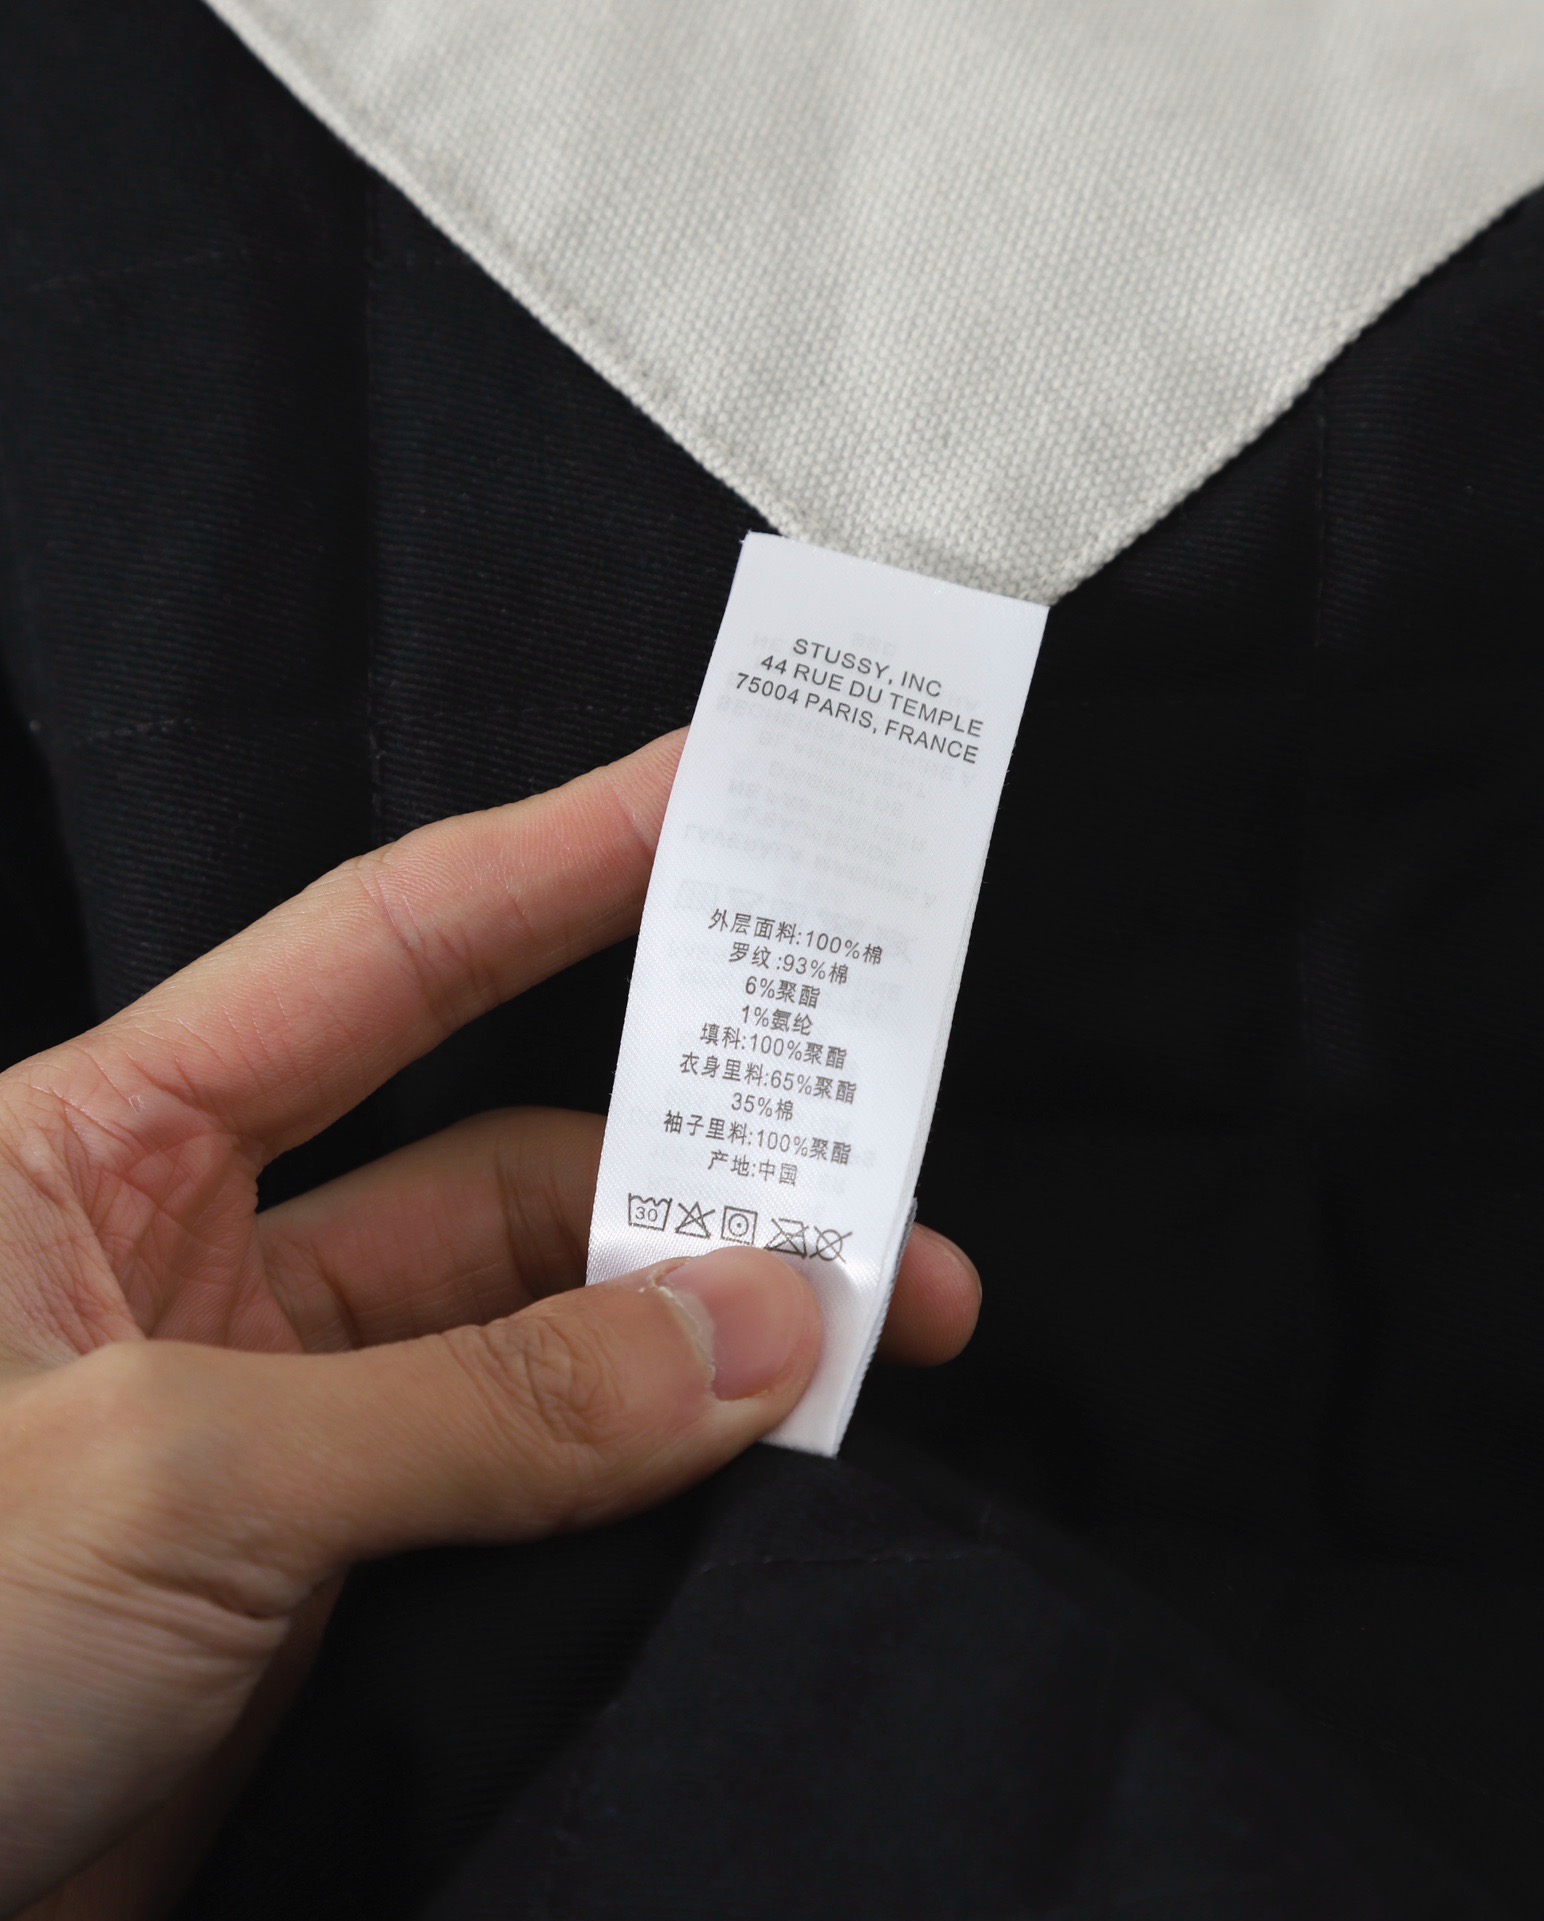 STUSSY, INC
44 RUE DU TEMPLE
75004 PARIS, FRANCE
外层面料:100%棉
罗纹:93%棉
6%聚酯
1%氨纶
填科:100%聚酯
衣身里料:65%聚酯
35%棉
袖子里料:100%聚酯
产地:中国
30